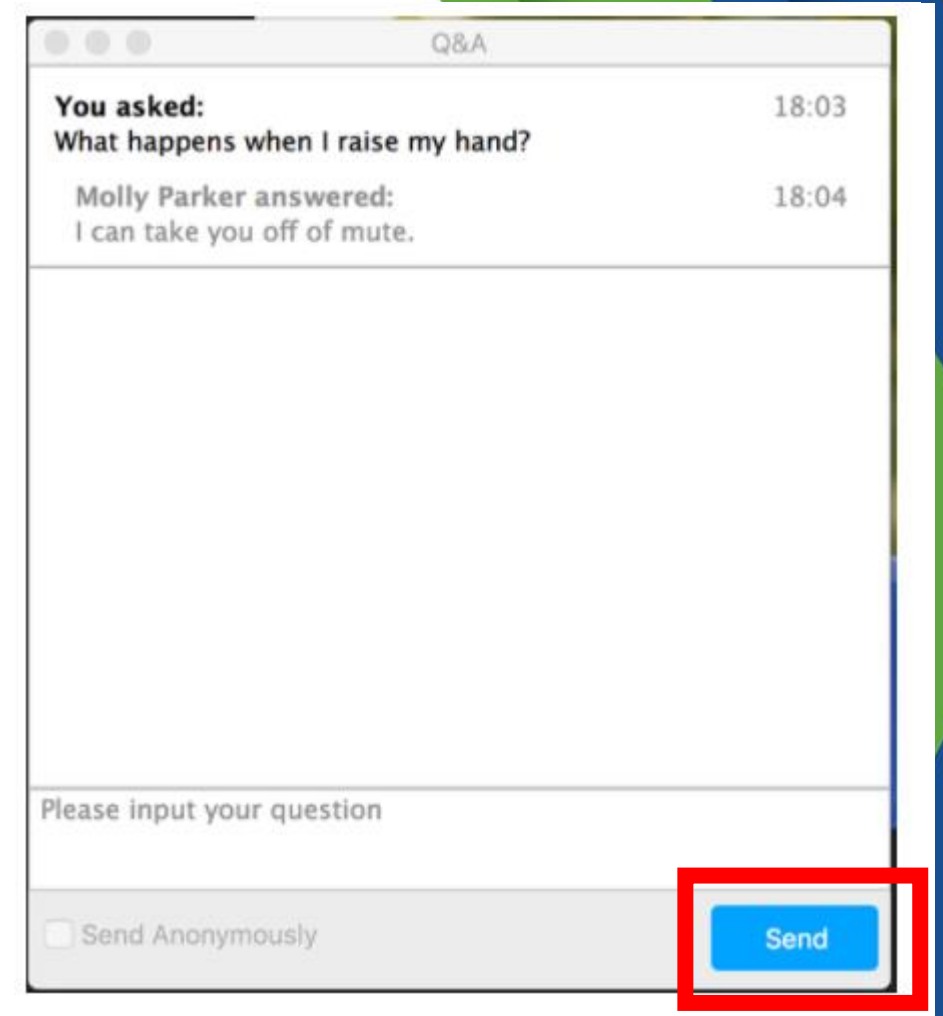 Q&A
You asked: 18:03
What happens when I raise my hand?
Molly Parker answered: 18:04
I can take you off of mute.
Please input your question
Send Anonymously Send